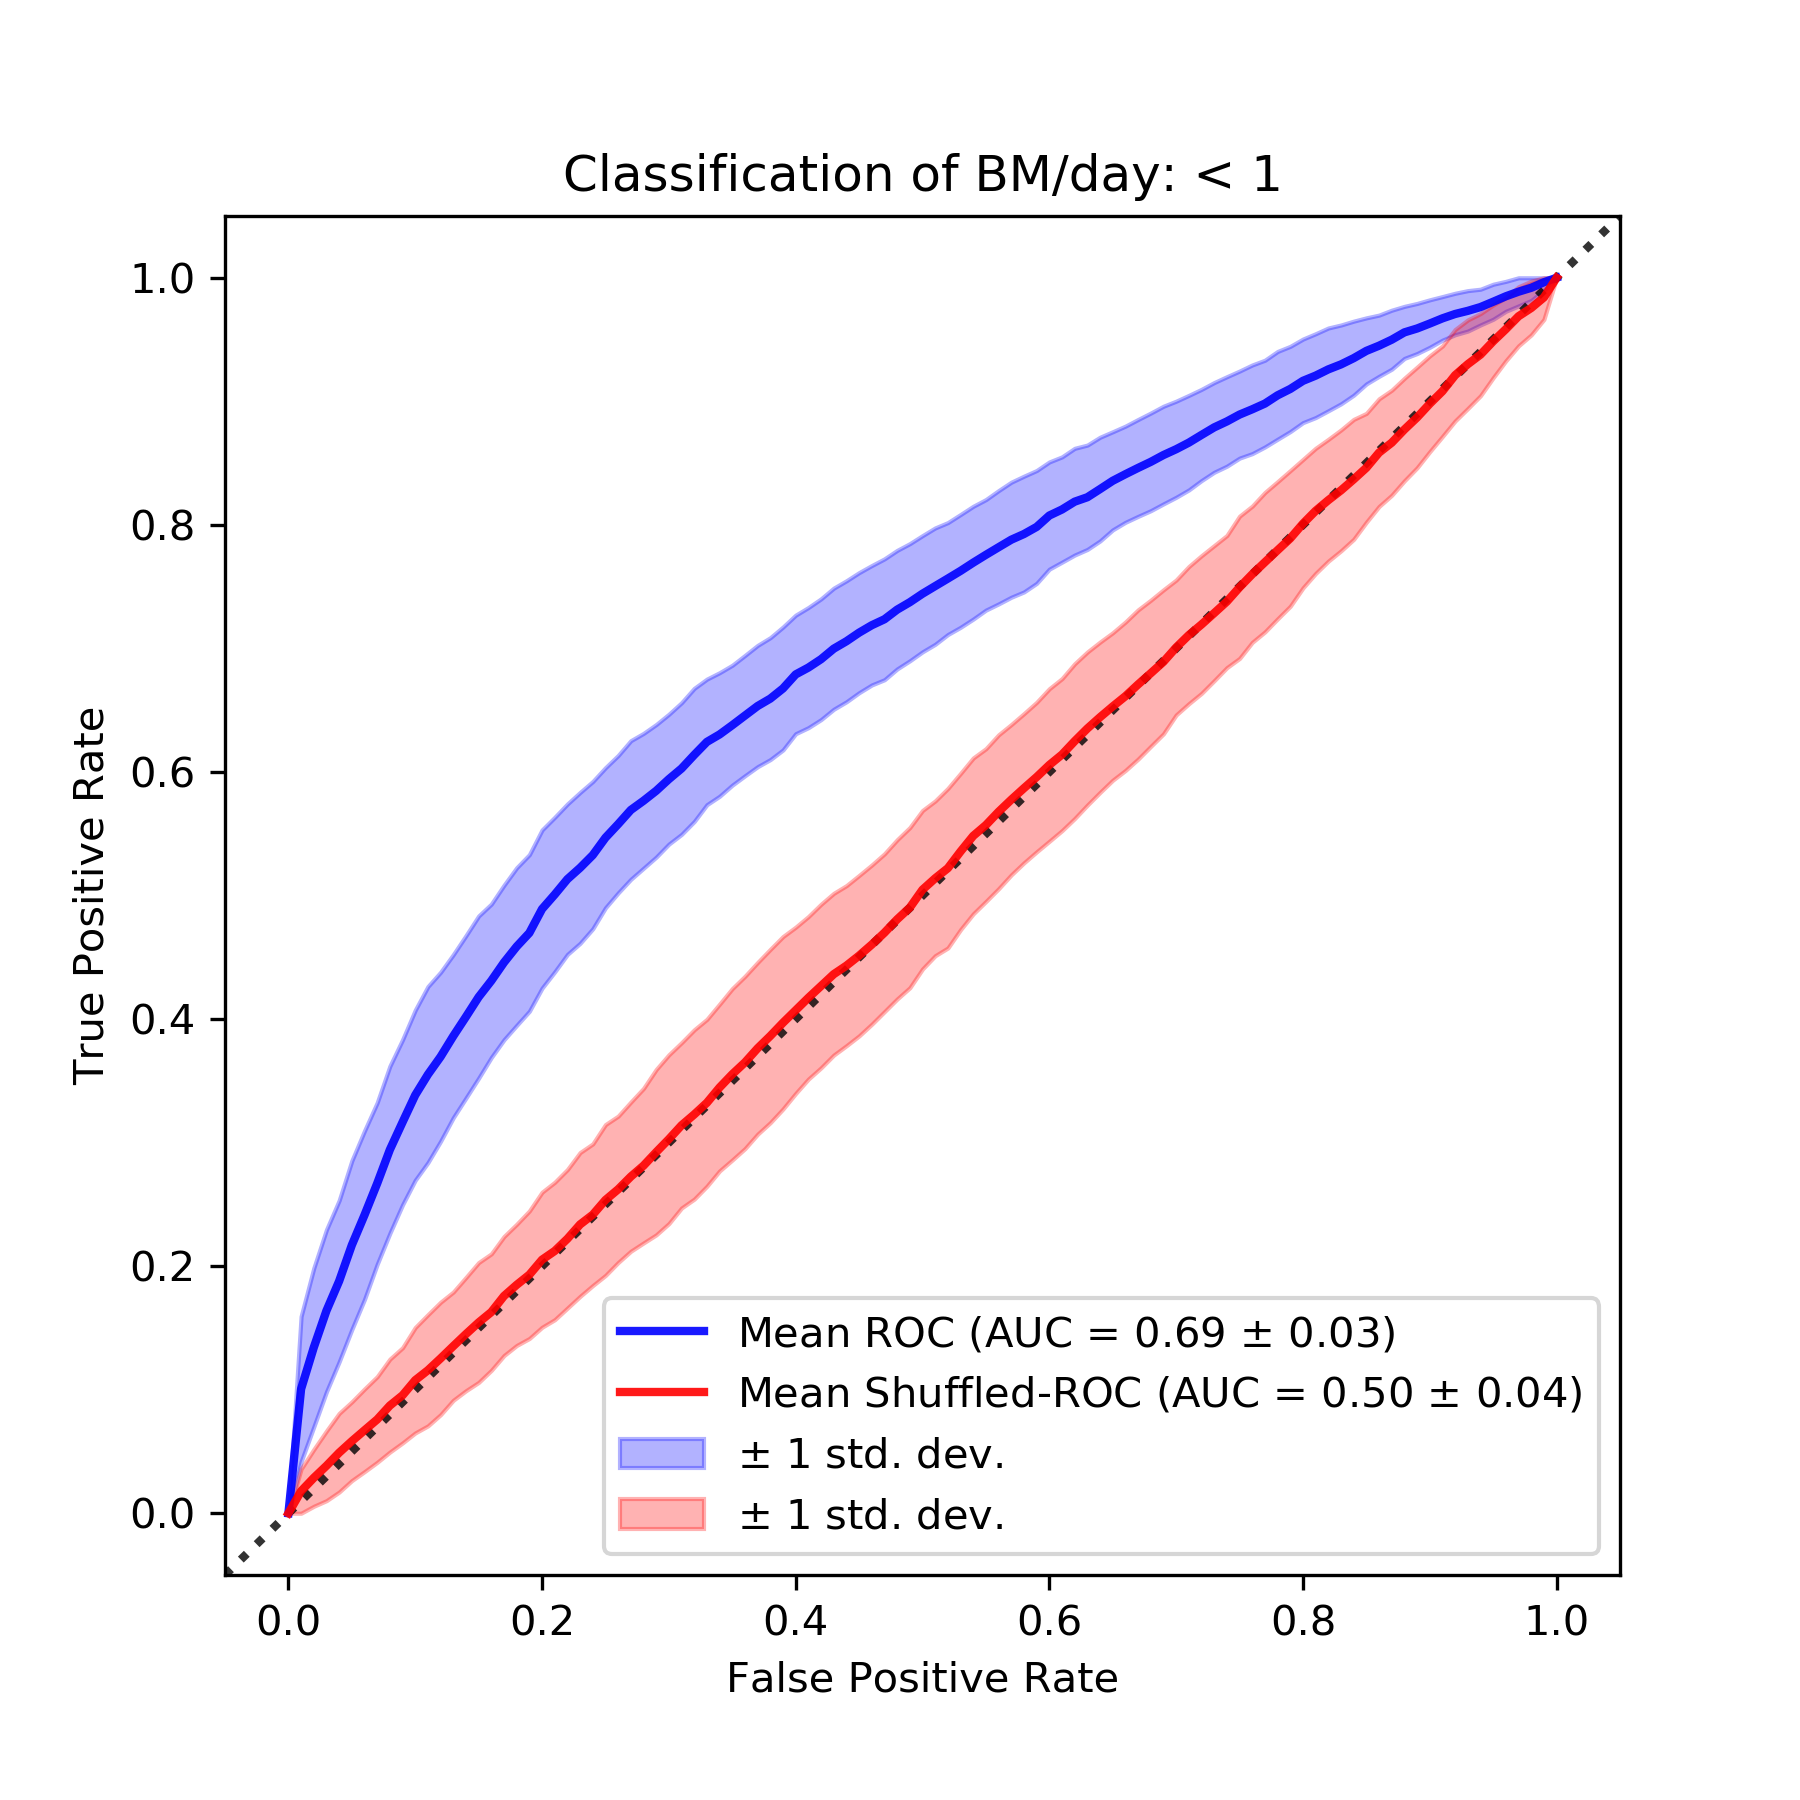 Classification of BM/day: < 1
1.0
0.8
0.6
0.4
0.2
0.0
True Positive Rate
Mean ROC (AUC = 0.69 ± 0.03)
Mean Shuffled-ROC (AUC = 0.50 ± 0.04)
± 1 std. dev.
± 1 std. dev.
0.0 0.2 0.4 0.6 0.8 1.0
False Positive Rate